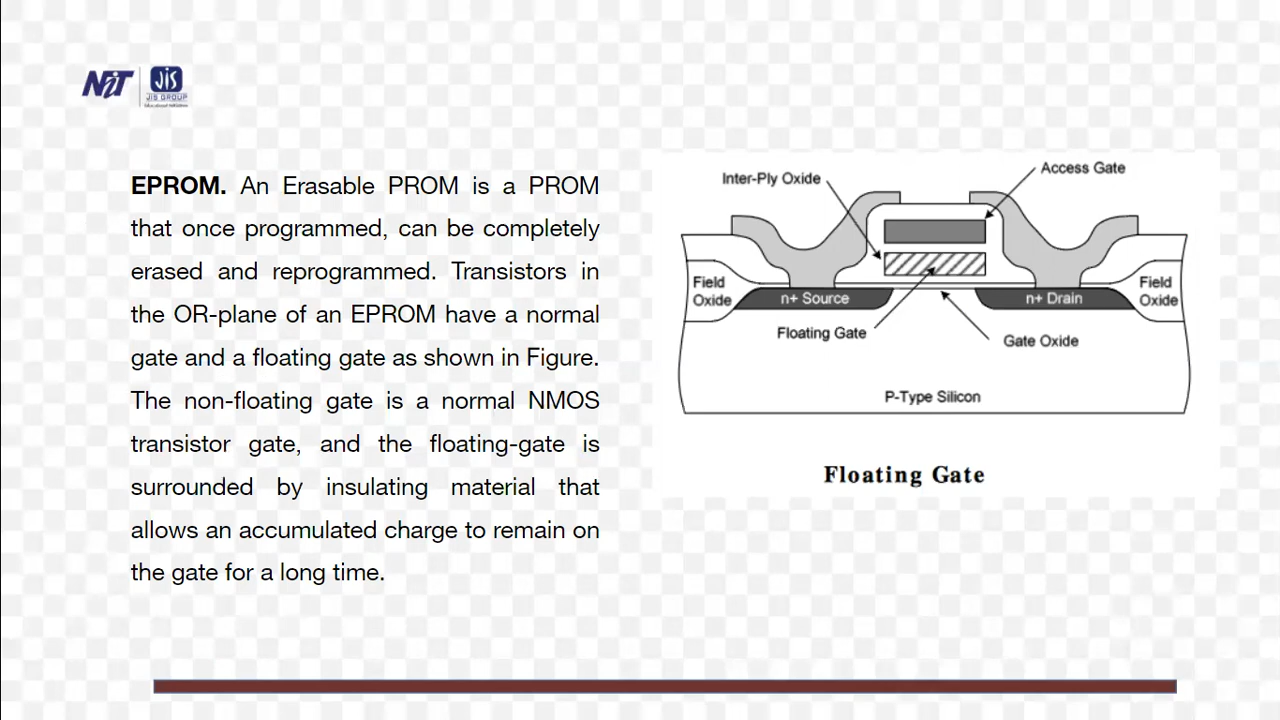 NiT
JIS
JIS GROUP
Educational Initiatives
EPROM. An Erasable PROM is a PROM
that once programmed, can be completely
erased and reprogrammed. Transistors in
the OR-plane of an EPROM have a normal
gate and a floating gate as shown in Figure.
The non-floating gate is a normal NMOS
transistor gate, and the floating-gate is
surrounded by insulating material that
allows an accumulated charge to remain on
the gate for a long time.
Inter-Ply Oxide
Access Gate
Field
Oxide
n+ Source
n+ Drain
Field
Oxide
Floating Gate
Gate Oxide
P-Type Silicon
Floating Gate